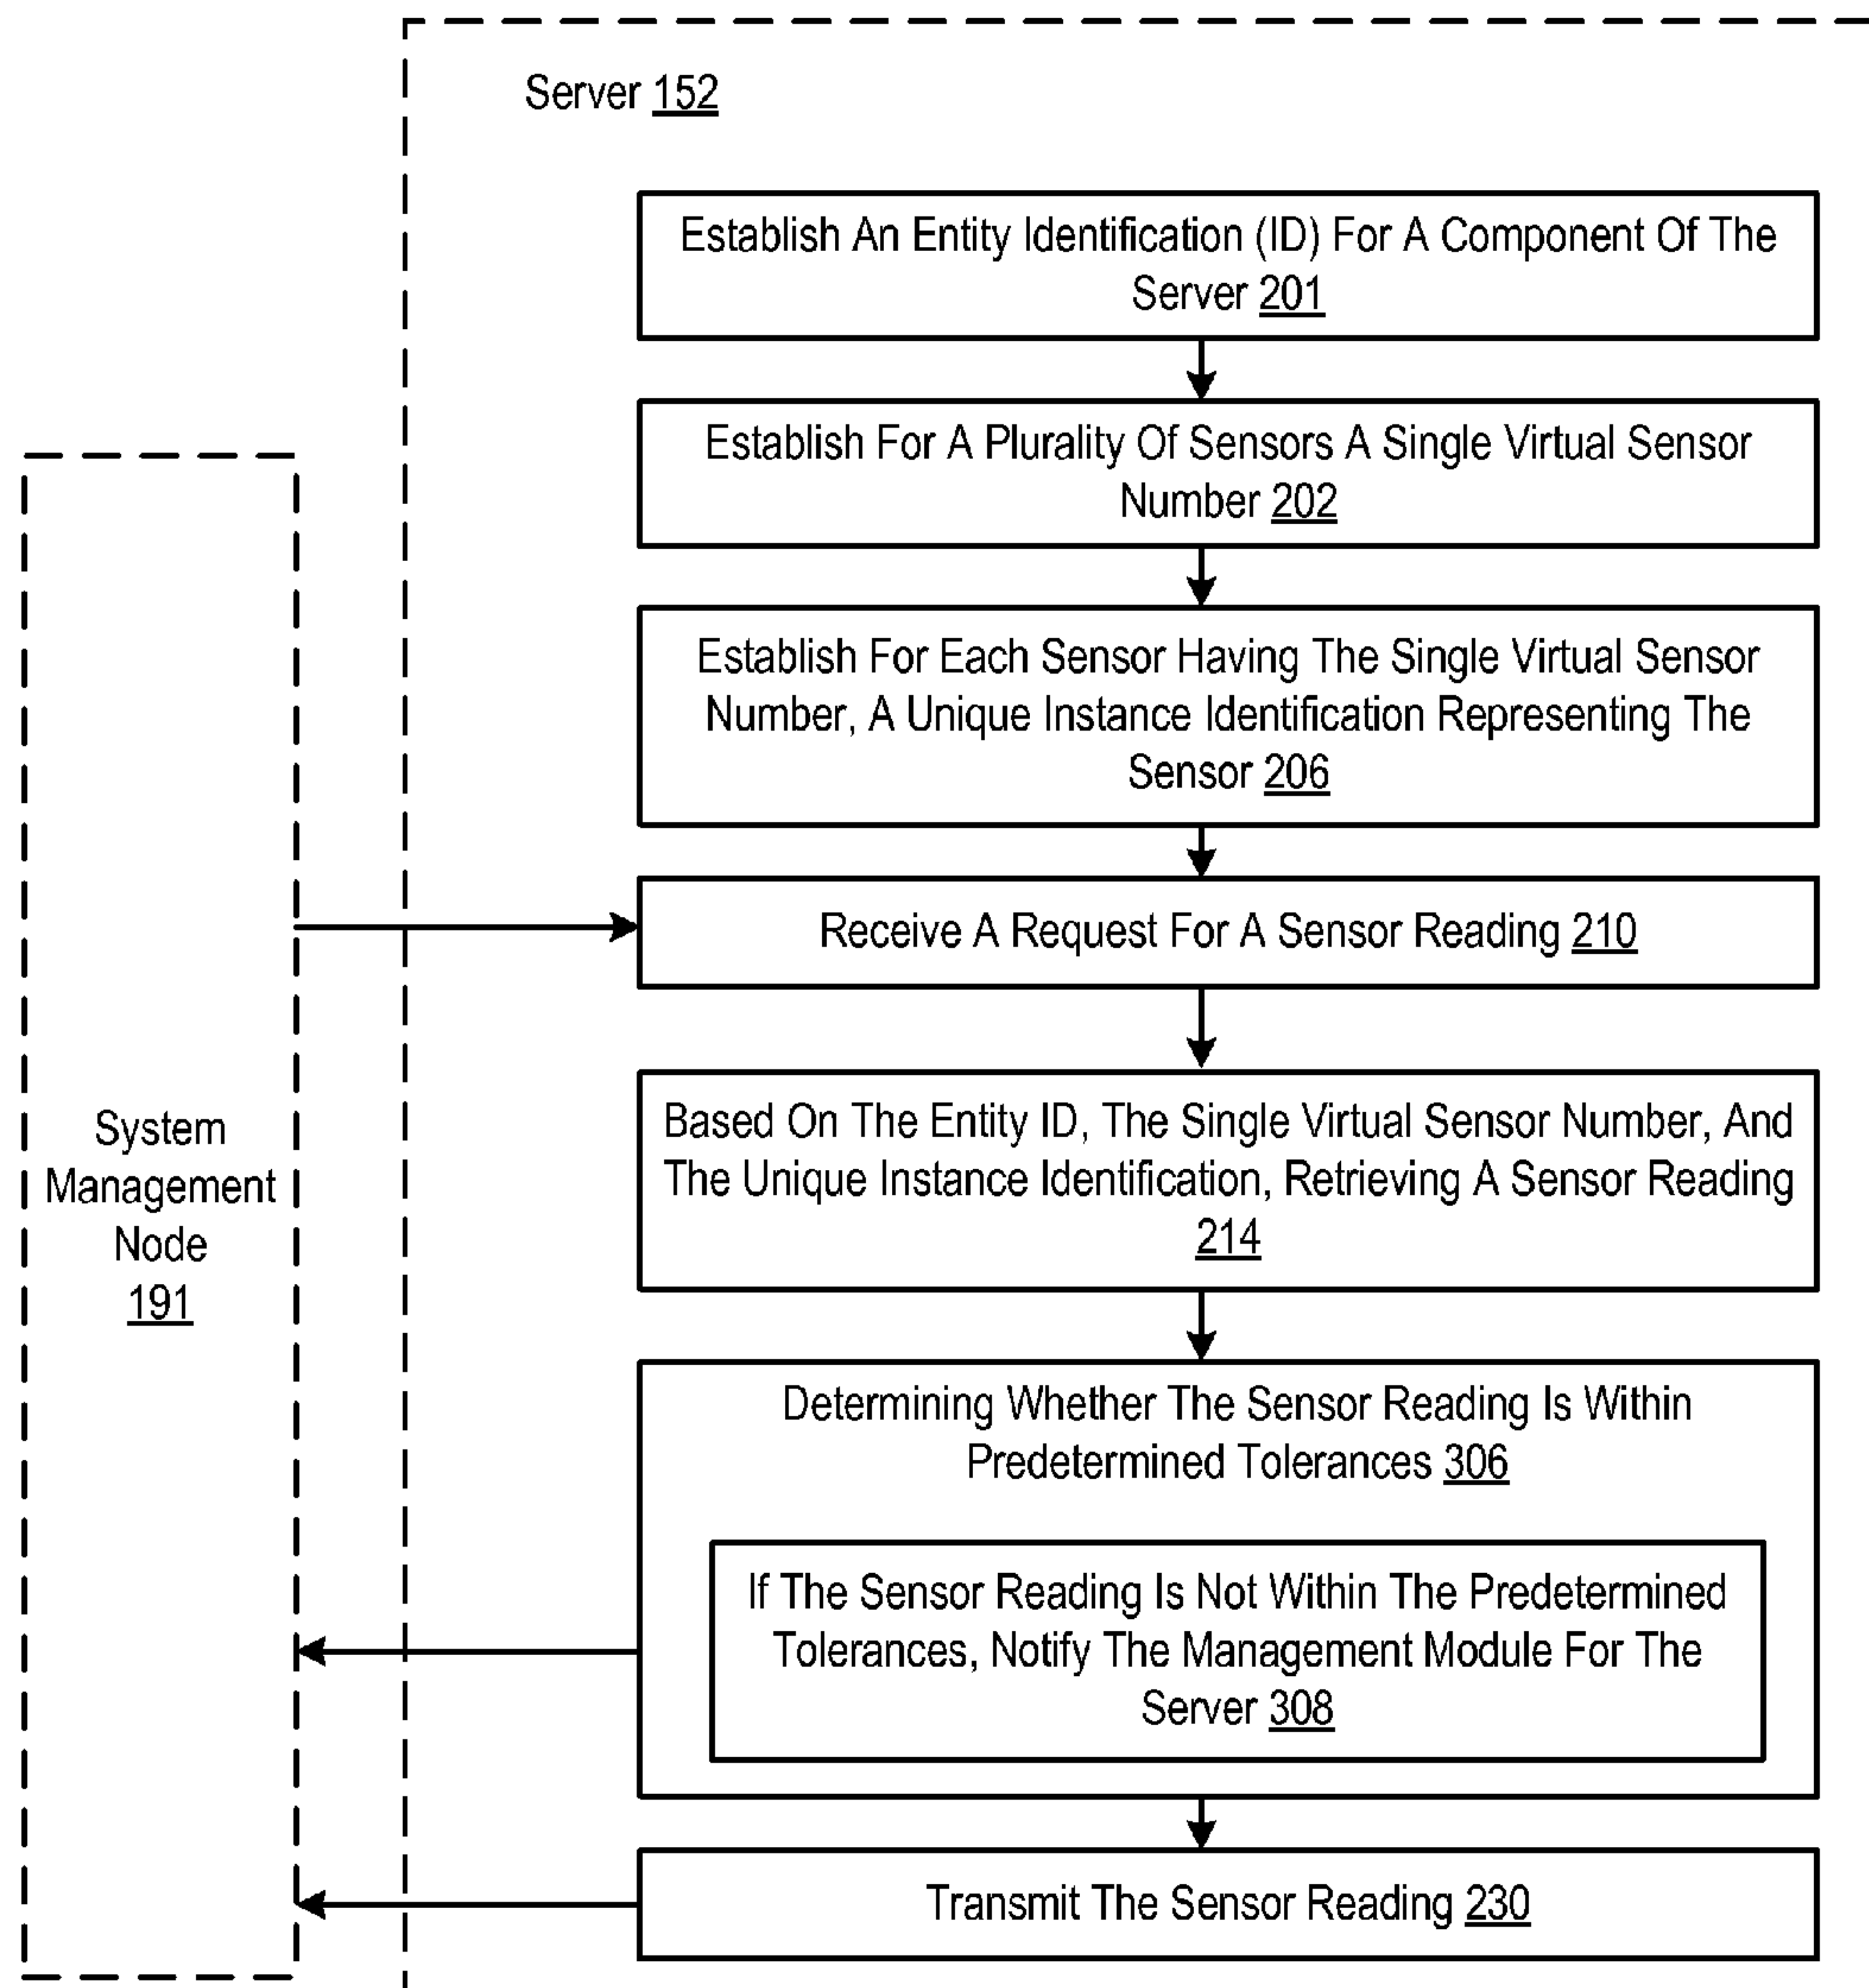 Server 152
Establish An Entity Identification (ID) For A Component Of The
Server 201
Establish For A Plurality Of Sensors A Single Virtual Sensor
Number 202
Establish For Each Sensor Having The Single Virtual Sensor
Number, A Unique Instance Identification Representing The
Sensor 206
Receive A Request For A Sensor Reading 210
Based On The Entity ID, The Single Virtual Sensor Number, And
The Unique Instance Identification, Retrieving A Sensor Reading
214
System
Management
Node
191
Determining Whether The Sensor Reading Is Within
Predetermined Tolerances 306
If The Sensor Reading Is Not Within The Predetermined
Tolerances, Notify The Management Module For The
Server 308
Transmit The Sensor Reading 230